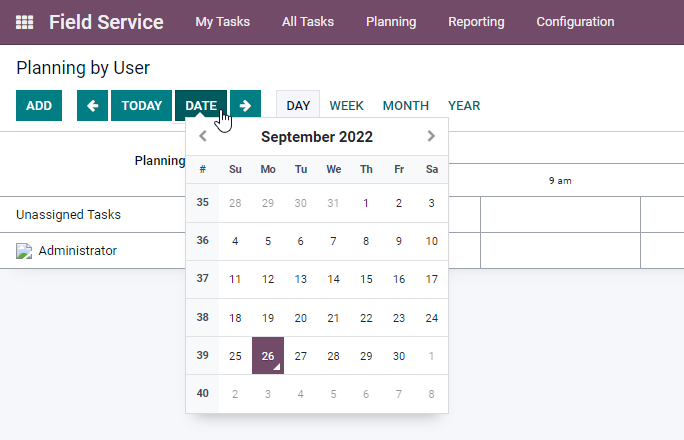 Field Service My Tasks All Tasks Planning Reporting Configuration
Planning by User
ADD TODAY DATE DAY WEEK MONTH YEAR
September 2022
Planning
# Su Mo Tu We Th Fr Sa
9 am
35 28 29 30 31 1 2 3
Unassigned Tasks
36 4 5 6 7 8 9 10
Administrator
37 11 12 13 14 15 16 17
38 18 19 20 21 22 23 24
39 25 26 27 28 29 30 1
40 2 3 4 5 6 7 8